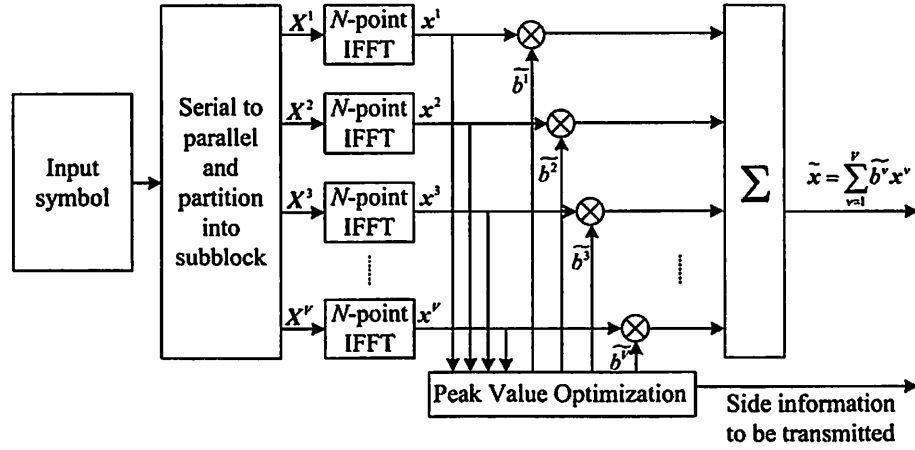 Input
symbol
Serial to
parallel
and
partition
into
subblock
X¹
N-point
IFFT
x¹
X²
N-point
IFFT
x²
X³
N-point
IFFT
x³
X^V
N-point
IFFT
x^V
b̃¹
b̃²
b̃³
b̃^V
Σ
x̃ = ∑_{v=1}^{V} b̃^v x^v
Peak Value Optimization
Side information
to be transmitted